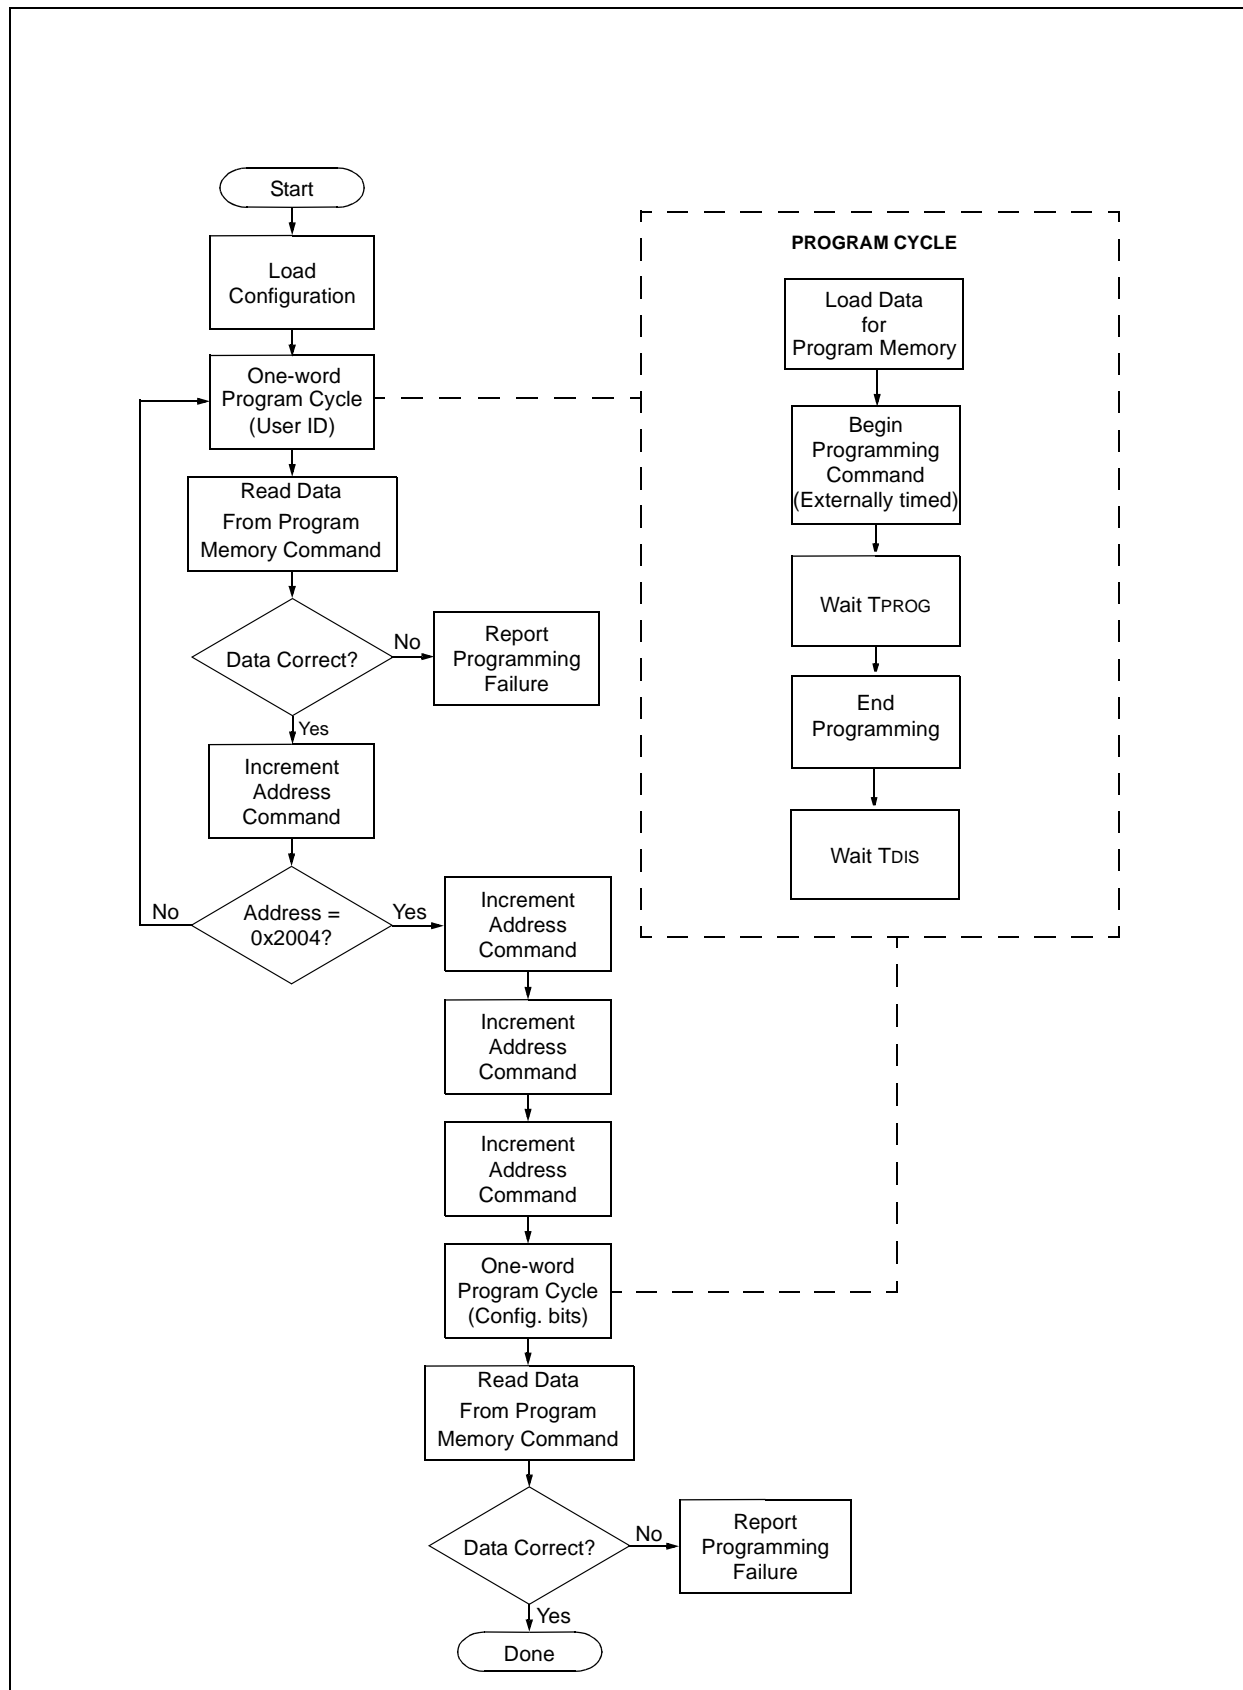 Start
Load
Configuration
One-word
Program Cycle
(User ID)
Read Data
From Program
Memory Command
Data Correct?
No
Report
Programming
Failure
Yes
Increment
Address
Command
Address =
0x2004?
No
Yes
Increment
Address
Command
Increment
Address
Command
Increment
Address
Command
One-word
Program Cycle
(Config. bits)
Read Data
From Program
Memory Command
Data Correct?
No
Report
Programming
Failure
Yes
Done
PROGRAM CYCLE
Load Data
for
Program Memory
Begin
Programming
Command
(Externally timed)
Wait TPROG
End
Programming
Wait TDIS